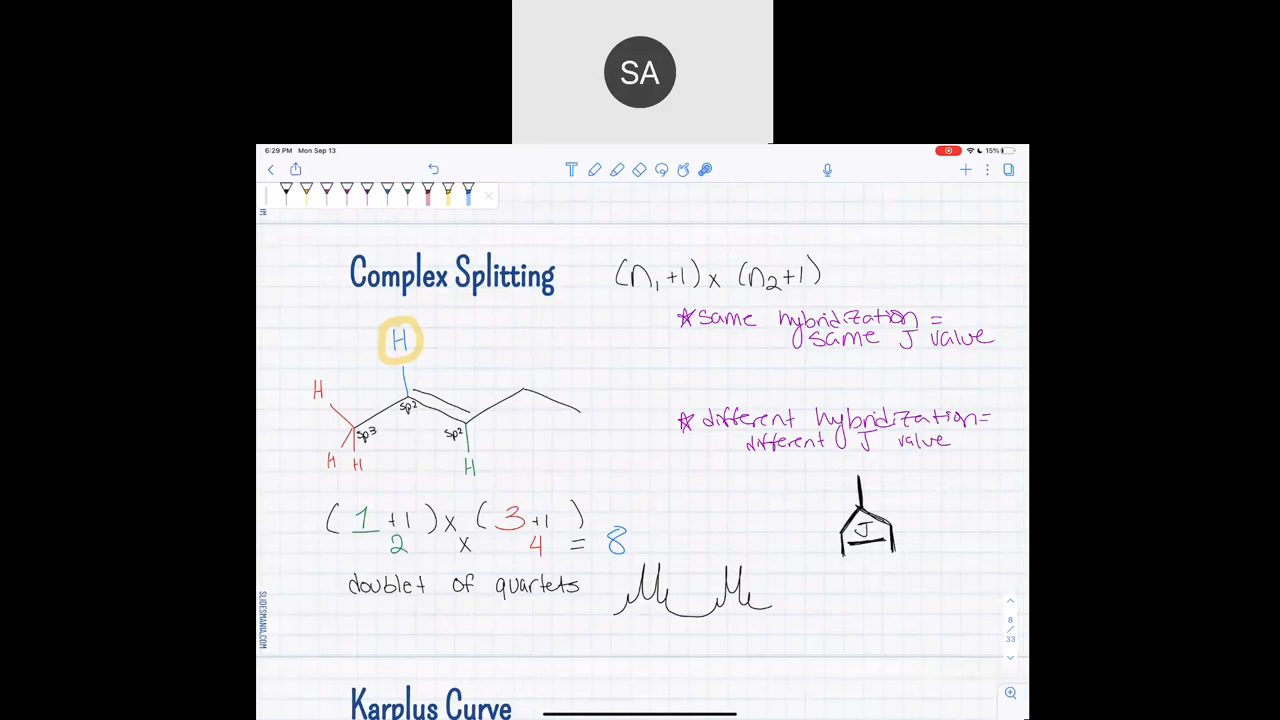 SA
6:29 PM Mon Sep 13
15%
T
Complex Splitting
(n₁+1) x (n₂+1)
☆same hybridization =
same J value
H
H
sp2
sp3
sp2
H H
H
☆different hybridization=
different J value
J
(1 +1) x (3 +1)
2 x 4 = 8
doublet of quartets
SLIDESMANIA.COM
8
/
33
Karplus Curve